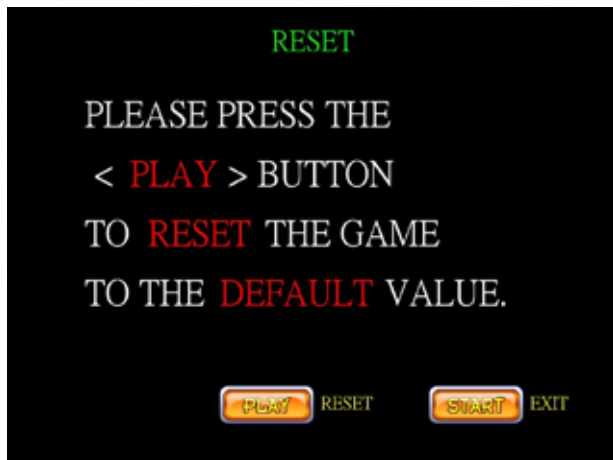 RESET
PLEASE PRESS THE
< PLAY > BUTTON
TO RESET THE GAME
TO THE DEFAULT VALUE.
PLAY RESET START EXIT